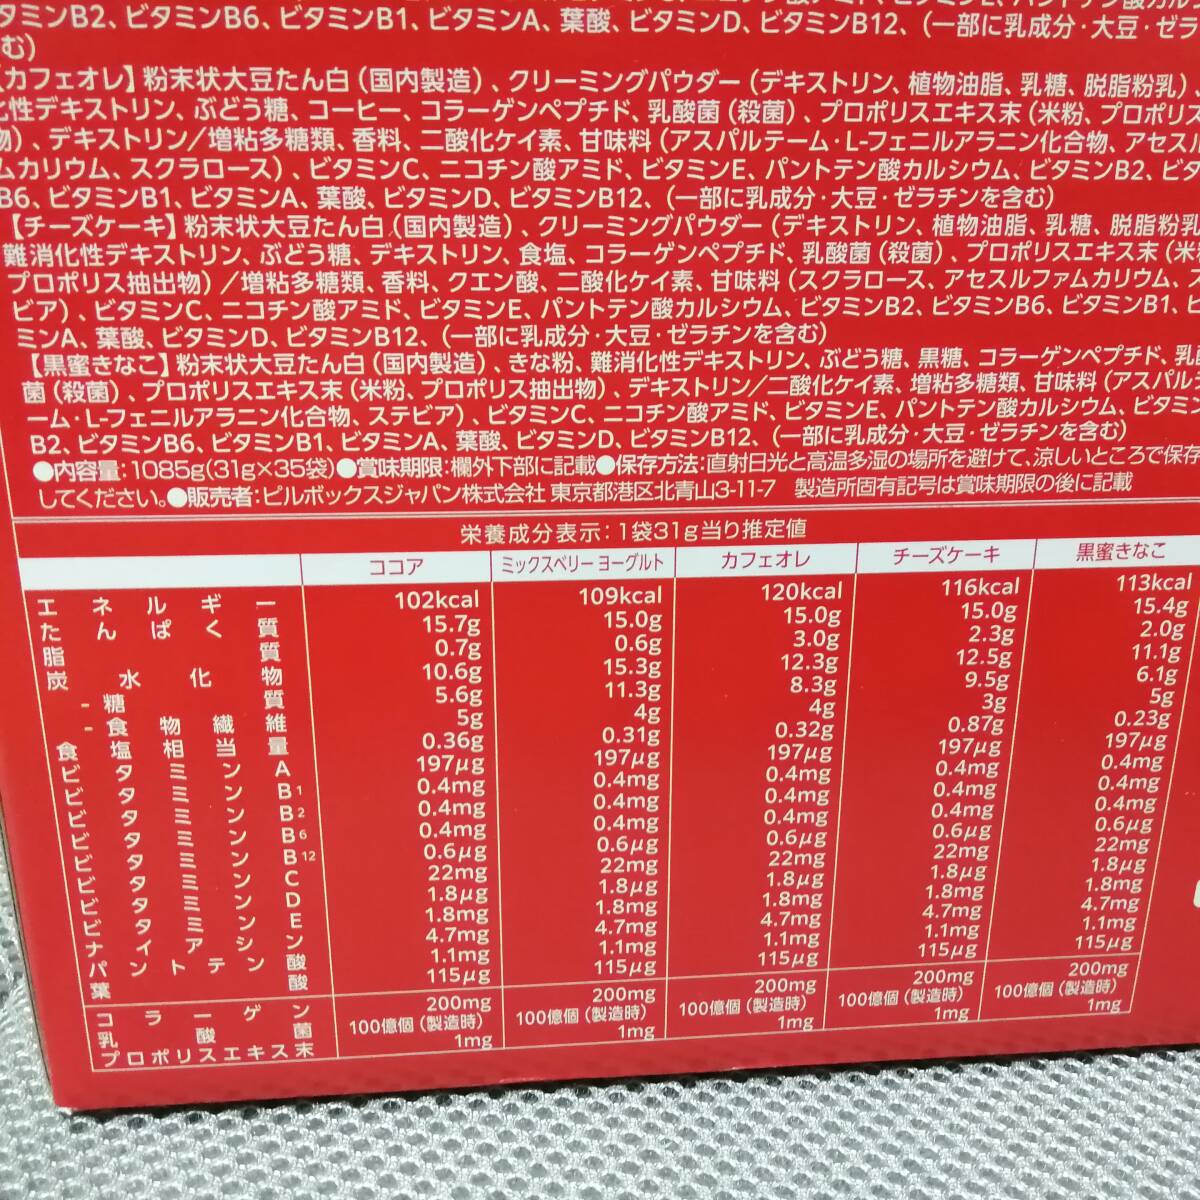 タミンB2、ビタミンB6、ビタミンB1、ビタミンA、葉酸、ビタミンD、ビタミンB12、(一部に乳成分・大豆・ゼラ
む)
【カフェオレ】粉末状大豆たん白(国内製造)、クリーミングパウダー(デキストリン、植物油脂、乳糖、脱脂粉乳)、
化性デキストリン、ぶどう糖、コーヒー、コラーゲンペプチド、乳酸菌(殺菌)、プロポリスエキス末(米粉、プロポリス
物)、デキストリン/増粘多糖類、香料、二酸化ケイ素、甘味料(アスパルテーム・L-フェニルアラニン化合物、アセスル
ムカリウム、スクラロース)、ビタミンC、ニコチン酸アミド、ビタミンE、パントテン酸カルシウム、ビタミンB2、ビタ
B6、ビタミンB1、ビタミンA、葉酸、ビタミンD、ビタミンB12、(一部に乳成分・大豆・ゼラチンを含む)
【チーズケーキ】粉末状大豆たん白(国内製造)、クリーミングパウダー(デキストリン、植物油脂、乳糖、脱脂粉乳
難消化性デキストリン、ぶどう糖、デキストリン、食塩、コラーゲンペプチド、乳酸菌(殺菌)、プロポリスエキス末(米
プロポリス抽出物)/増粘多糖類、香料、クエン酸、二酸化ケイ素、甘味料(スクラロース、アセスルファムカリウム、
ビア)、ビタミンC、ニコチン酸アミド、ビタミンE、パントテン酸カルシウム、ビタミンB2、ビタミンB6、ビタミンB1、ビ
ミンA、葉酸、ビタミンD、ビタミンB12、(一部に乳成分・大豆・ゼラチンを含む)
【黒蜜きなこ】粉末状大豆たん白(国内製造)、きな粉、難消化性デキストリン、ぶどう糖、黒糖、コラーゲンペプチド、乳酸
菌(殺菌)、プロポリスエキス末(米粉、プロポリス抽出物)、デキストリン/二酸化ケイ素、増粘多糖類、甘味料(アスパルテ
ーム・L-フェニルアラニン化合物、ステビア)、ビタミンC、ニコチン酸アミド、ビタミンE、パントテン酸カルシウム、ビタミン
B2、ビタミンB6、ビタミンB1、ビタミンA、葉酸、ビタミンD、ビタミンB12、(一部に乳成分・大豆・ゼラチンを含む)
●内容量:1085g(31g×35袋)●賞味期限:欄外下部に記載●保存方法:直射日光と高温多湿の場所を避けて、涼しいところで保存
してください。●販売者:ピルボックスジャパン株式会社 東京都港区北青山3-11-7 製造所固有記号は賞味期限の後に記載
栄養成分表示:1袋31g当り推定値
ココア ミックスベリー ヨーグルト カフェオレ チーズケーキ 黒蜜きなこ
エネルギー 102kcal 109kcal 120kcal 116kcal 113kcal
たんぱく質 15.7g 15.0g 15.0g 15.0g 15.4g
脂質 0.7g 0.6g 3.0g 2.3g 2.0g
炭水化物 10.6g 15.3g 12.3g 12.5g 11.1g
- 糖質 5.6g 11.3g 8.3g 9.5g 6.1g
- 食物繊維 5g 4g 4g 3g 5g
食塩相当量 0.36g 0.31g 0.32g 0.87g 0.23g
ビタミンA 197μg 197μg 197μg 197μg 197μg
ビタミンB1 0.4mg 0.4mg 0.4mg 0.4mg 0.4mg
ビタミンB2 0.4mg 0.4mg 0.4mg 0.4mg 0.4mg
ビタミンB6 0.4mg 0.4mg 0.4mg 0.4mg 0.4mg
ビタミンB12 0.6μg 0.6μg 0.6μg 0.6μg 0.6μg
ビタミンC 22mg 22mg 22mg 22mg 22mg
ビタミンD 1.8μg 1.8μg 1.8μg 1.8μg 1.8μg
ビタミンE 1.8mg 1.8mg 1.8mg 1.8mg 1.8mg
ナイアシン 4.7mg 4.7mg 4.7mg 4.7mg 4.7mg
パントテン酸 1.1mg 1.1mg 1.1mg 1.1mg 1.1mg
葉酸 115μg 115μg 115μg 115μg 115μg
コラーゲン 200mg 200mg 200mg 200mg 200mg
乳酸菌 100億個(製造時) 100億個(製造時) 100億個(製造時) 100億個(製造時) 100億個(製造時)
プロポリスエキス末 1mg 1mg 1mg 1mg 1mg